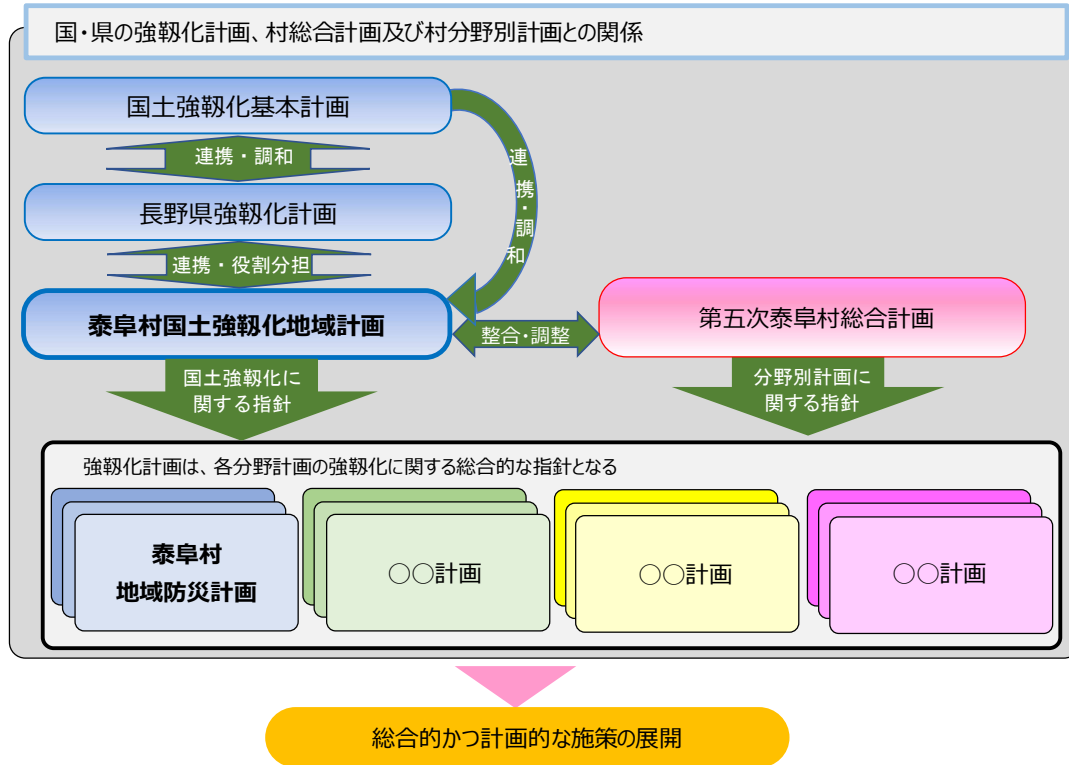 国・県の強靱化計画、村総合計画及び村分野別計画との関係
国土強靱化基本計画
連携・調和
連携・調和
長野県強靱化計画
連携・役割分担
泰阜村国土強靱化地域計画
整合・調整
第五次泰阜村総合計画
国土強靱化に
関する指針
分野別計画に
関する指針
強靱化計画は、各分野計画の強靱化に関する総合的な指針となる
泰阜村
地域防災計画
○○計画
○○計画
○○計画
総合的かつ計画的な施策の展開